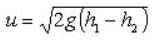 u = √2g(h₁ − h₂)